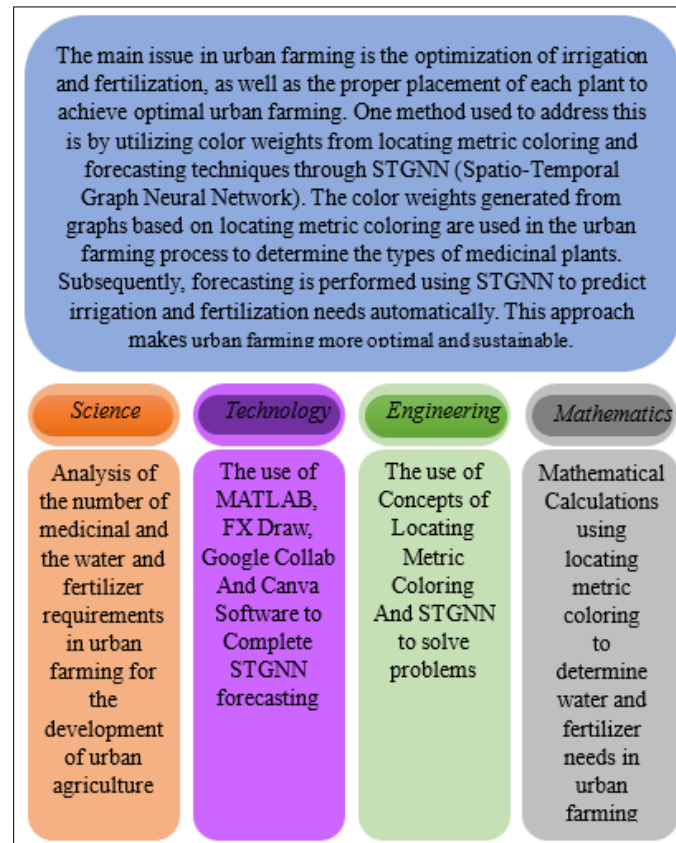 The main issue in urban farming is the optimization of irrigation
and fertilization, as well as the proper placement of each plant to
achieve optimal urban farming. One method used to address this
is by utilizing color weights from locating metric coloring and
forecasting techniques through STGNN (Spatio-Temporal
Graph Neural Network). The color weights generated from
graphs based on locating metric coloring are used in the urban
farming process to determine the types of medicinal plants.
Subsequently, forecasting is performed using STGNN to predict
irrigation and fertilization needs automatically. This approach
makes urban farming more optimal and sustainable.
Science
Analysis of
the number of
medicinal and
the water and
fertilizer
requirements
in urban
farming for
the
development
of urban
agriculture
Technology
The use of
MATLAB,
FX Draw,
Google Collab
And Canva
Software to
Complete
STGNN
forecasting
Engineering
The use of
Concepts of
Locating
Metric
Coloring
And STGNN
to solve
problems
Mathematics
Mathematical
Calculations
using
locating
metric
coloring
to
determine
water and
fertilizer
needs in
urban
farming